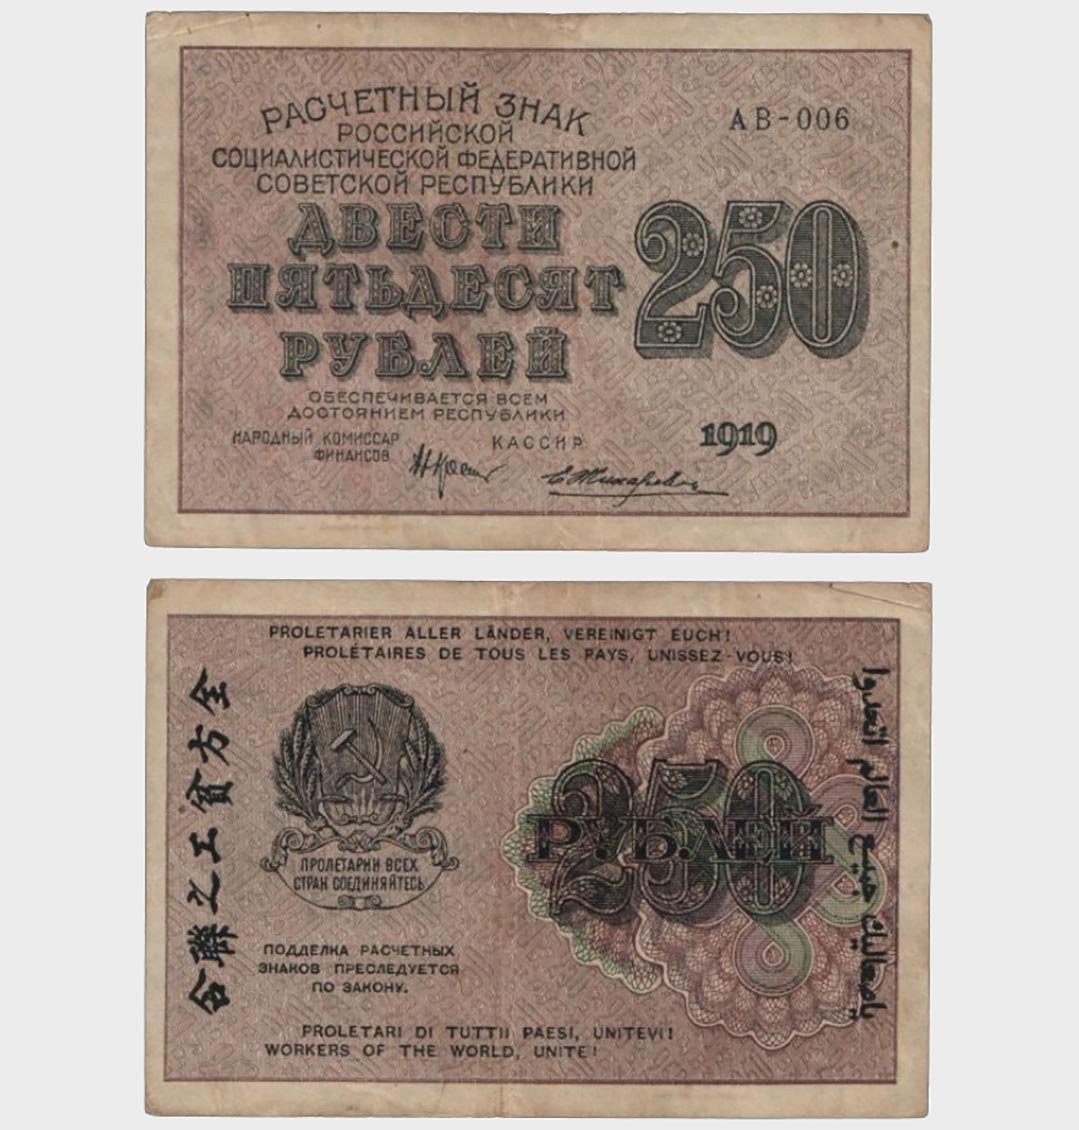 РАСЧЕТНЫЙ ЗНАК
РОССИЙСКОЙ
СОЦИАЛИСТИЧЕСКОЙ ФЕДЕРАТИВНОЙ
СОВЕТСКОЙ РЕСПУБЛИКИ
АВ-006
ДВЕСТИ
ПЯТЬДЕСЯТ
РУБЛЕЙ
250
ОБЕСПЕЧИВАЕТСЯ ВСЕМ
ДОСТОЯНИЕМ РЕСПУБЛИКИ
НАРОДНЫЙ КОМИССАР
ФИНАНСОВ
КАССИР
1919
PROLETARIER ALLER LÄNDER, VEREINIGT EUCH!
PROLÉTAIRES DE TOUS LES PAYS, UNISSEZ-VOUS!
全方貧工之聯合
ПРОЛЕТАРИИ ВСЕХ
СТРАН СОЕДИНЯЙТЕСЬ
250
РУБЛЕЙ
ПОДДЕЛКА РАСЧЕТНЫХ
ЗНАКОВ ПРЕСЛЕДУЕТСЯ
ПО ЗАКОНУ.
PROLETARI DI TUTTII PAESI, UNITEVI!
WORKERS OF THE WORLD, UNITE!